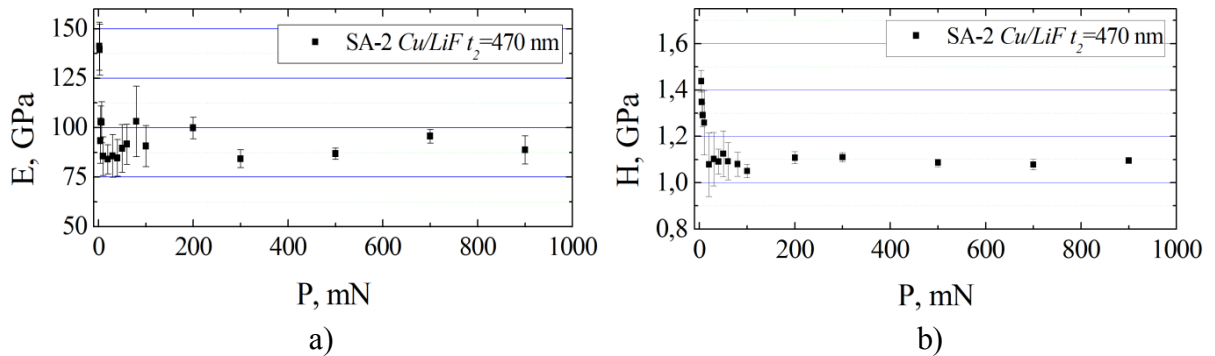 150
SA-2 Cu/LiF t2=470 nm
125
100
75
50
E, GPa
0 200 400 600 800 1000
P, mN
a)
1,6
SA-2 Cu/LiF t2=470 nm
1,4
1,2
1,0
0,8
H, GPa
0 200 400 600 800 1000
P, mN
b)